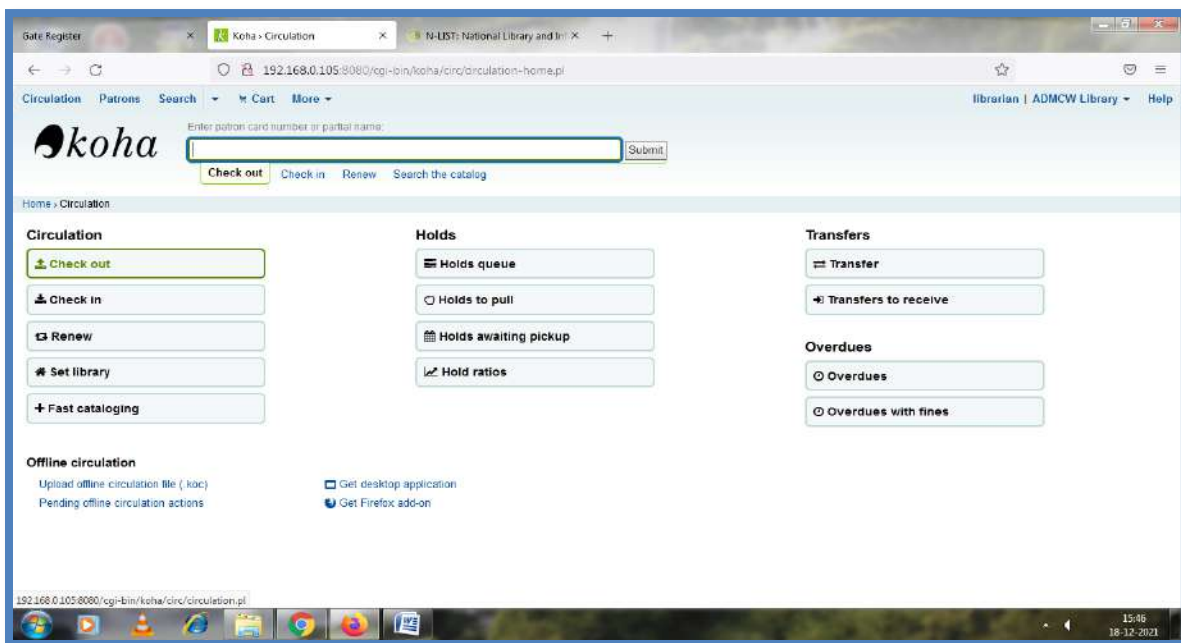 Gate Register
Koha › Circulation
N-LIST: National Library and Inf
192.168.0.105:8080/cgi-bin/koha/circ/circulation-home.pl
Circulation Patrons Search Cart More
librarian | ADMCW Library Help
koha
Enter patron card number or partial name:
Submit
Check out Check in Renew Search the catalog
Home › Circulation
Circulation
Check out
Check in
Renew
Set library
Fast cataloging
Holds
Holds queue
Holds to pull
Holds awaiting pickup
Hold ratios
Transfers
Transfer
Transfers to receive
Overdues
Overdues
Overdues with fines
Offline circulation
Upload offline circulation file (.koc)
Pending offline circulation actions
Get desktop application
Get Firefox add-on
192.168.0.105:8080/cgi-bin/koha/circ/circulation.pl
15:46
18-12-2021